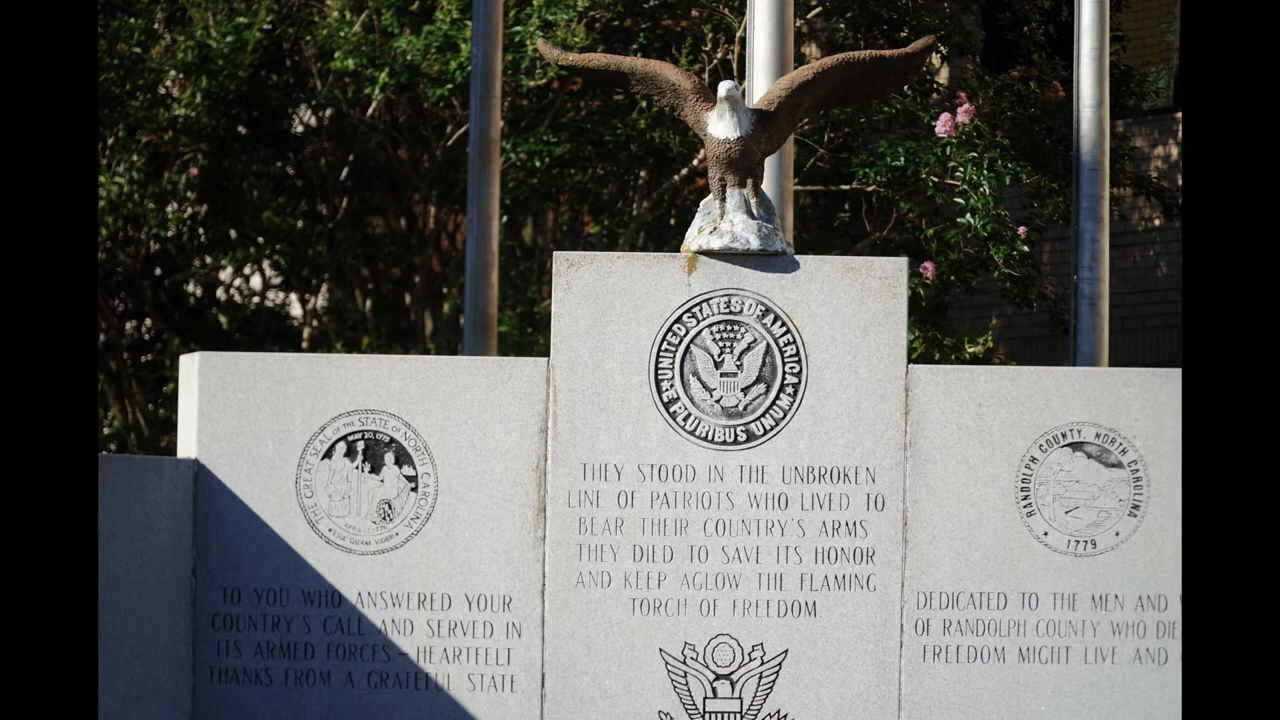 UNITED STATES OF AMERICA
E PLURIBUS UNUM
THEY STOOD IN THE UNBROKEN
LINE OF PATRIOTS WHO LIVED TO
BEAR THEIR COUNTRY'S ARMS
THEY DIED TO SAVE ITS HONOR
AND KEEP AGLOW THE FLAMING
TORCH OF FREEDOM.
THE GREAT SEAL OF THE STATE OF NORTH CAROLINA
MAY 20, 1775
APRIL 12, 1776
ESSE QUAM VIDERI
TO YOU WHO ANSWERED YOUR
COUNTRY'S CALL AND SERVED IN
ITS ARMED FORCES – HEARTFELT
THANKS FROM A GRATEFUL STATE.
RANDOLPH COUNTY, NORTH CAROLINA
1779
DEDICATED TO THE MEN AND
OF RANDOLPH COUNTY WHO DIE
FREEDOM MIGHT LIVE AND